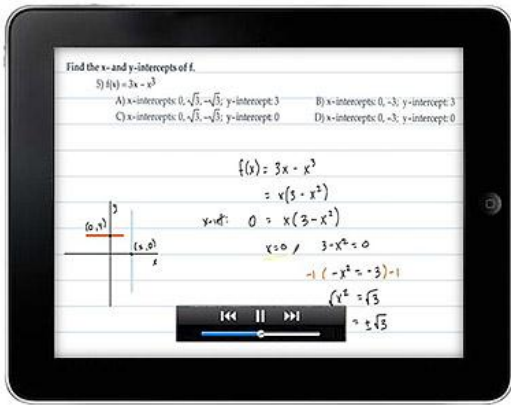 Find the x- and y-intercepts of f.
5) f(x) = 3x - x³
A) x-intercepts: 0, √3, -√3; y-intercept: 3
B) x-intercepts: 0, -3; y-intercept: 3
C) x-intercepts: 0, √3, -√3; y-intercept: 0
D) x-intercepts: 0, -3; y-intercept: 0
f(x) = 3x - x³
= x(3 - x²)
x-int: 0 = x(3 - x²)
x=0, 3-x² = 0
-1(-x² = -3)-1
√x² = √3
= ±√3
y
(0,y)
(x,0)
x